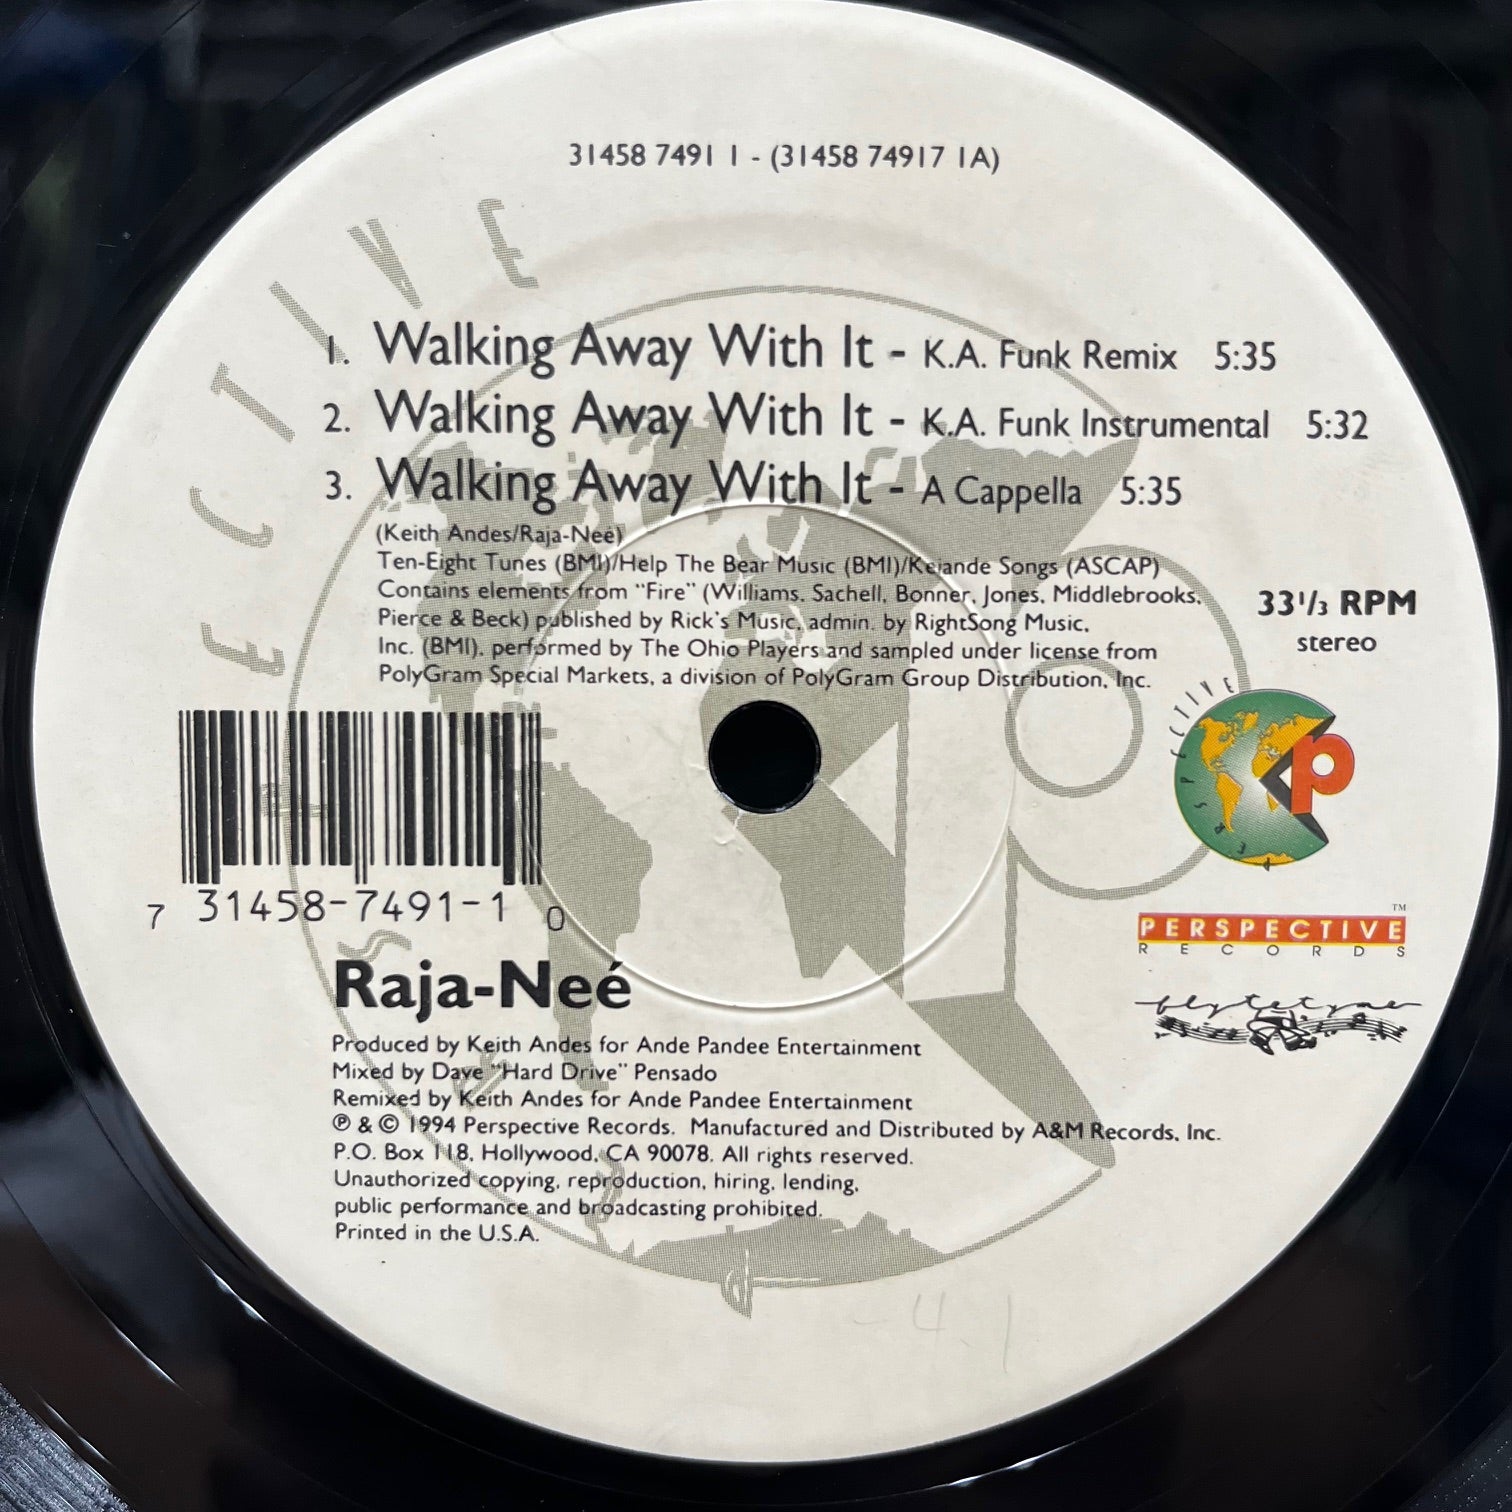 31458 7491 1 - (31458 74917 1A)
ECTIVE
1. Walking Away With It - K.A. Funk Remix 5:35
2. Walking Away With It - K.A. Funk Instrumental 5:32
3. Walking Away With It - A Cappella 5:35
(Keith Andes/Raja-Neé)
Ten-Eight Tunes (BMI)/Help The Bear Music (BMI)/Keiande Songs (ASCAP)
Contains elements from "Fire" (Williams, Sachell, Bonner, Jones, Middlebrooks,
Pierce & Beck) published by Rick's Music, admin. by RightSong Music,
Inc. (BMI), performed by The Ohio Players and sampled under license from
PolyGram Special Markets, a division of PolyGram Group Distribution, Inc.
33 1/3 RPM
stereo
PERSPECTIVE
p
7 31458-7491-1 0
PERSPECTIVE™
RECORDS
flyte tyme
Raja-Neé
Produced by Keith Andes for Ande Pandee Entertainment
Mixed by Dave "Hard Drive" Pensado
Remixed by Keith Andes for Ande Pandee Entertainment
℗ & © 1994 Perspective Records. Manufactured and Distributed by A&M Records, Inc.
P.O. Box 118, Hollywood, CA 90078. All rights reserved.
Unauthorized copying, reproduction, hiring, lending,
public performance and broadcasting prohibited.
Printed in the U.S.A.